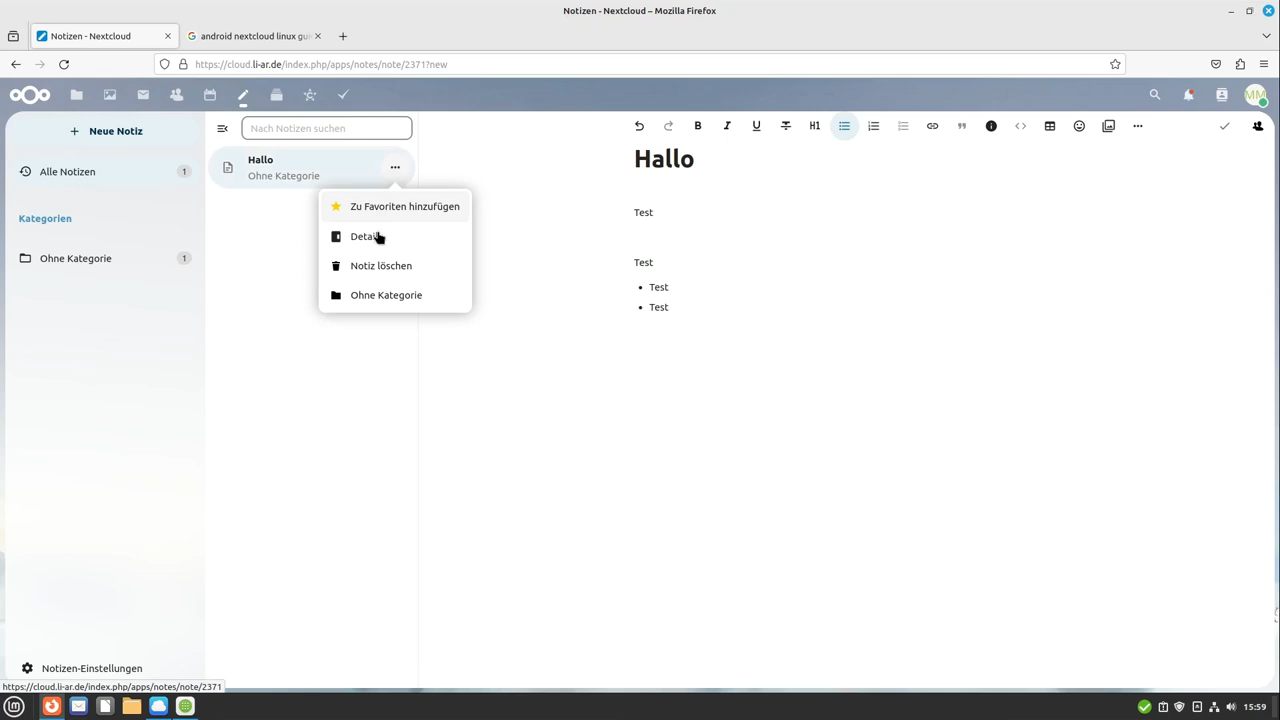 Notizen - Nextcloud – Mozilla Firefox
Notizen - Nextcloud
android nextcloud linux gu
https://cloud.li-ar.de/index.php/apps/notes/note/2371?new
MM
Neue Notiz
Nach Notizen suchen
Alle Notizen
1
Kategorien
Ohne Kategorie
1
Hallo
Ohne Kategorie
Zu Favoriten hinzufügen
Detail
Notiz löschen
Ohne Kategorie
B
I
U
S
H1
Hallo
Test
Test
• Test
• Test
Notizen-Einstellungen
https://cloud.li-ar.de/index.php/apps/notes/note/2371
15:59